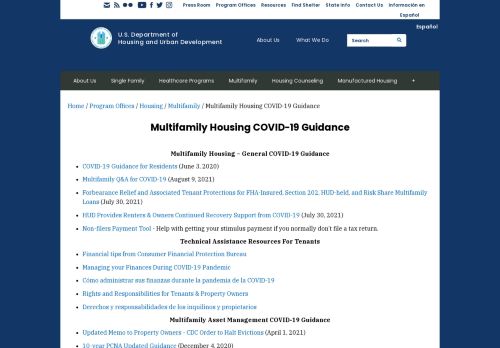 Press Room Program Offices Resources Find Shelter State Info Contact Us Información en Español
Español
U.S. Department of
Housing and Urban Development
About Us What We Do
Search
About Us Single Family Healthcare Programs Multifamily Housing Counseling Manufactured Housing +
Home / Program Offices / Housing / Multifamily / Multifamily Housing COVID-19 Guidance
Multifamily Housing COVID-19 Guidance
Multifamily Housing – General COVID-19 Guidance
COVID-19 Guidance for Residents (June 3, 2020)
Multifamily Q&A for COVID-19 (August 9, 2021)
Forbearance Relief and Associated Tenant Protections for FHA-Insured, Section 202, HUD-held, and Risk Share Multifamily
Loans (July 30, 2021)
HUD Provides Renters & Owners Continued Recovery Support from COVID-19 (July 30, 2021)
Non-filers Payment Tool - Help with getting your stimulus payment if you normally don't file a tax return.
Technical Assistance Resources For Tenants
Financial tips from Consumer Financial Protection Bureau
Managing your Finances During COVID-19 Pandemic
Cómo administrar sus finanzas durante la pandemia de la COVID-19
Rights and Responsibilities for Tenants & Property Owners
Derechos y responsabilidades de los inquilinos y propietarios
Multifamily Asset Management COVID-19 Guidance
Updated Memo to Property Owners - CDC Order to Halt Evictions (April 1, 2021)
10-year PCNA Updated Guidance (December 4, 2020)